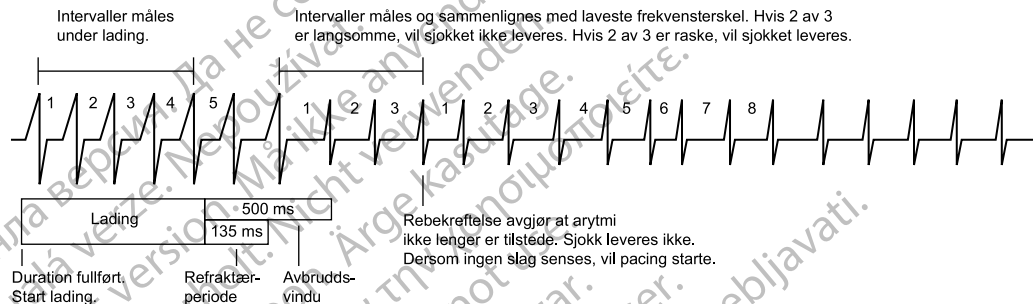 Intervaller måles
under lading.
Intervaller måles og sammenlignes med laveste frekvensterskel. Hvis 2 av 3
er langsomme, vil sjokket ikke leveres. Hvis 2 av 3 er raske, vil sjokket leveres.
1 2 3 4 5 1 2 3 1 2 3 4 5 6 7 8
Lading
500 ms
135 ms
Duration fullført.
Start lading.
Refraktær-
periode
Avbrudds-
vindu
Rebekreftelse avgjør at arytmi
ikke lenger er tilstede. Sjokk leveres ikke.
Dersom ingen slag senses, vil pacing starte.